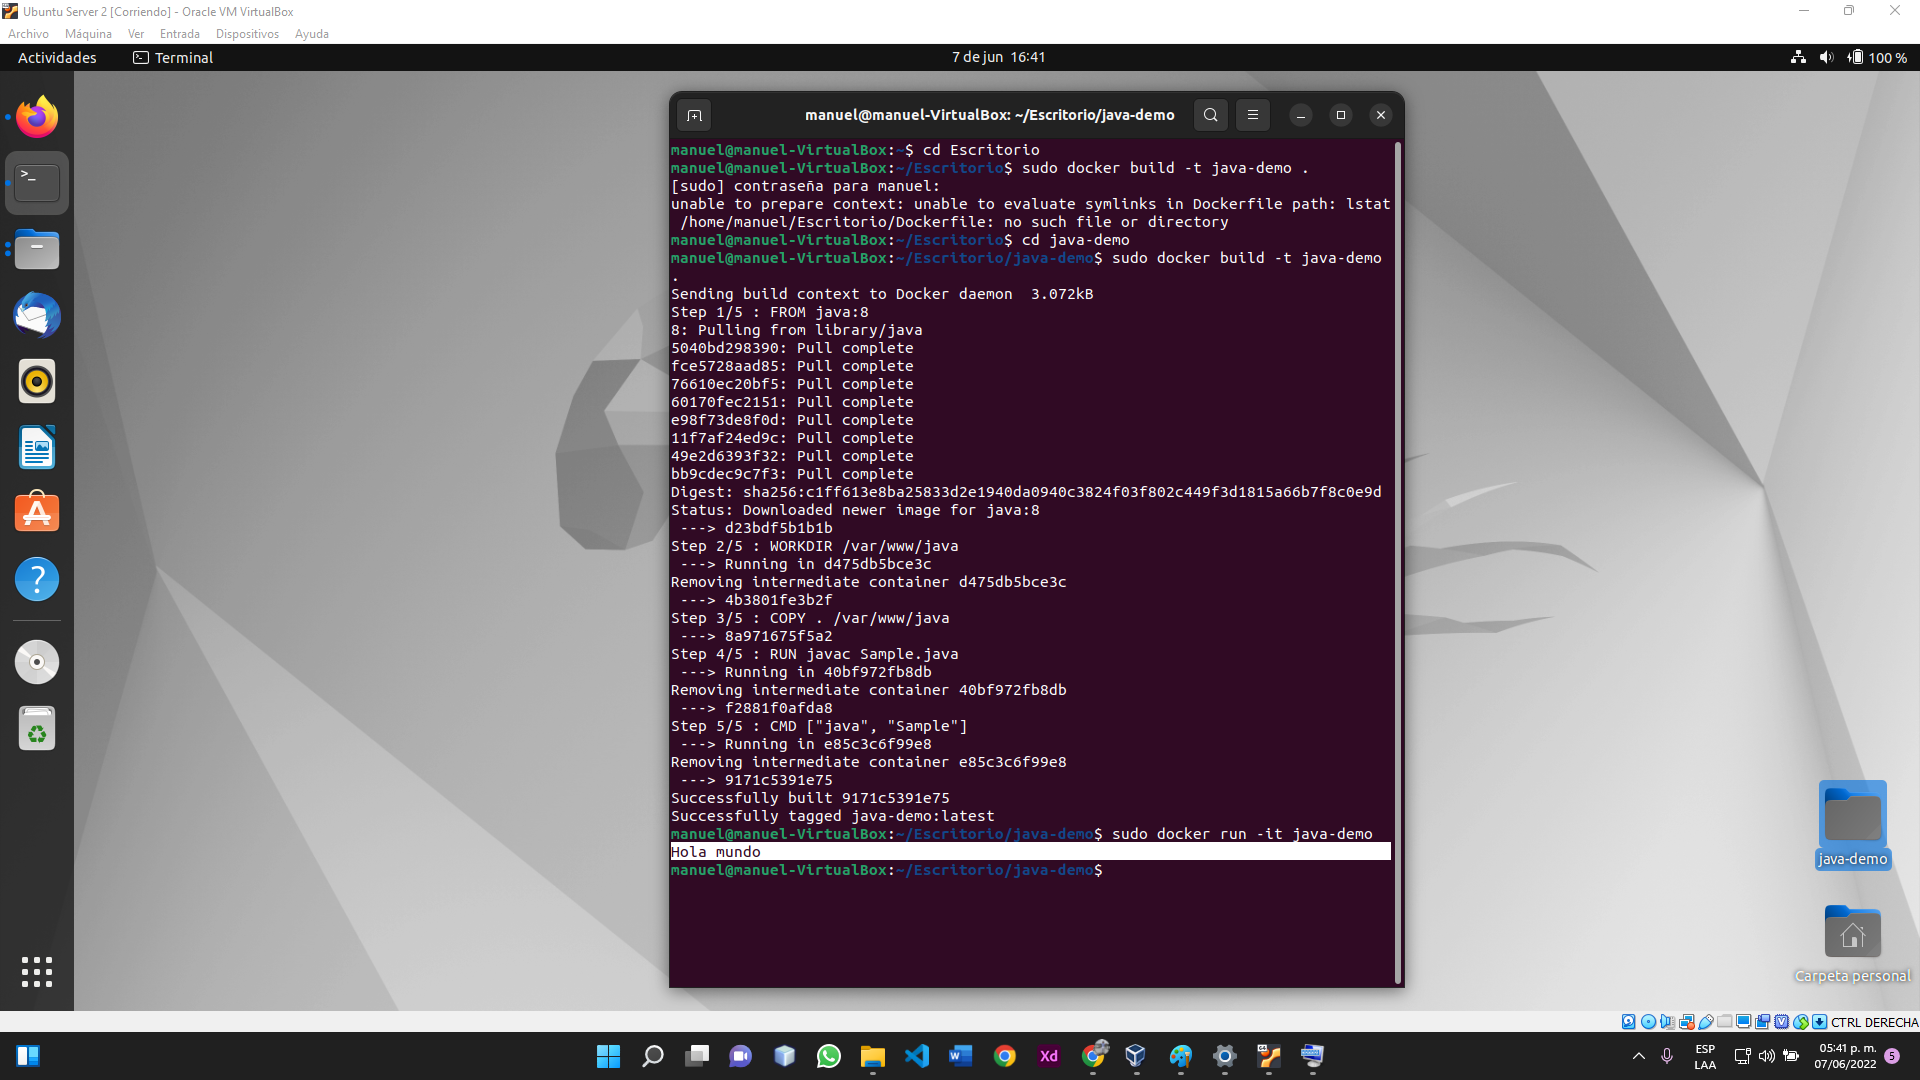 Ubuntu Server 2 [Corriendo] - Oracle VM VirtualBox
Archivo Máquina Ver Entrada Dispositivos Ayuda
Actividades Terminal 7 de jun 16:41 100 %
manuel@manuel-VirtualBox: ~/Escritorio/java-demo
manuel@manuel-VirtualBox:~$ cd Escritorio
manuel@manuel-VirtualBox:~/Escritorio$ sudo docker build -t java-demo .
[sudo] contraseña para manuel:
unable to prepare context: unable to evaluate symlinks in Dockerfile path: lstat
/home/manuel/Escritorio/Dockerfile: no such file or directory
manuel@manuel-VirtualBox:~/Escritorio$ cd java-demo
manuel@manuel-VirtualBox:~/Escritorio/java-demo$ sudo docker build -t java-demo
.
Sending build context to Docker daemon  3.072kB
Step 1/5 : FROM java:8
8: Pulling from library/java
5040bd298390: Pull complete
fce5728aad85: Pull complete
76610ec20bf5: Pull complete
60170fec2151: Pull complete
e98f73de8f0d: Pull complete
11f7af24ed9c: Pull complete
49e2d6393f32: Pull complete
bb9cdec9c7f3: Pull complete
Digest: sha256:c1ff613e8ba25833d2e1940da0940c3824f03f802c449f3d1815a66b7f8c0e9d
Status: Downloaded newer image for java:8
---> d23bdf5b1b1b
Step 2/5 : WORKDIR /var/www/java
---> Running in d475db5bce3c
Removing intermediate container d475db5bce3c
---> 4b3801fe3b2f
Step 3/5 : COPY . /var/www/java
---> 8a971675f5a2
Step 4/5 : RUN javac Sample.java
---> Running in 40bf972fb8db
Removing intermediate container 40bf972fb8db
---> f2881f0afda8
Step 5/5 : CMD ["java", "Sample"]
---> Running in e85c3c6f99e8
Removing intermediate container e85c3c6f99e8
---> 9171c5391e75
Successfully built 9171c5391e75
Successfully tagged java-demo:latest
manuel@manuel-VirtualBox:~/Escritorio/java-demo$ sudo docker run -it java-demo
Hola mundo
manuel@manuel-VirtualBox:~/Escritorio/java-demo$
java-demo
Carpeta personal
CTRL DERECHA
Xd
ESP
LAA
05:41 p. m.
07/06/2022
5